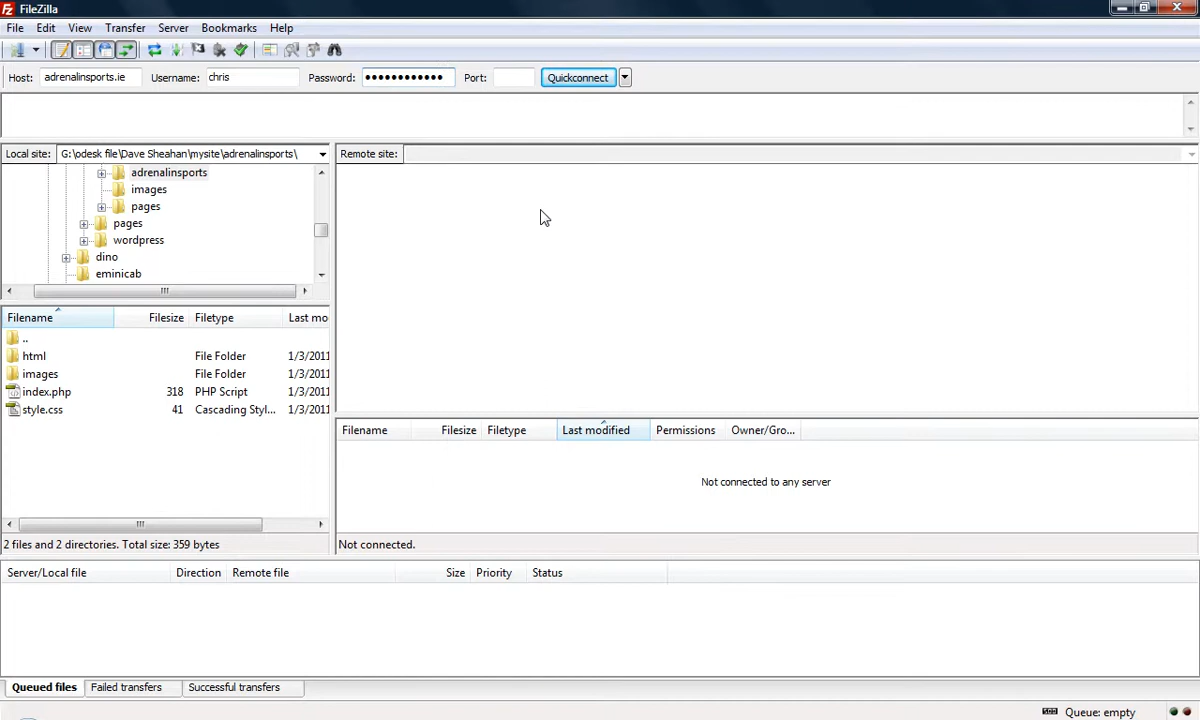 FileZilla
File Edit View Transfer Server Bookmarks Help
Host: adrenalinsports.ie Username: chris Password: •••••••••••• Port: Quickconnect
Local site: G:\odesk file\Dave Sheahan\mysite\adrenalinsports\ Remote site:
adrenalinsports
images
pages
pages
wordpress
dino
eminicab
Filename Filesize Filetype Last mo
..
html File Folder 1/3/2011
images File Folder 1/3/2011
index.php 318 PHP Script 1/3/2011
style.css 41 Cascading Styl... 1/3/2011
2 files and 2 directories. Total size: 359 bytes
Filename Filesize Filetype Last modified Permissions Owner/Gro...
Not connected to any server
Not connected.
Server/Local file Direction Remote file Size Priority Status
Queued files Failed transfers Successful transfers
Queue: empty